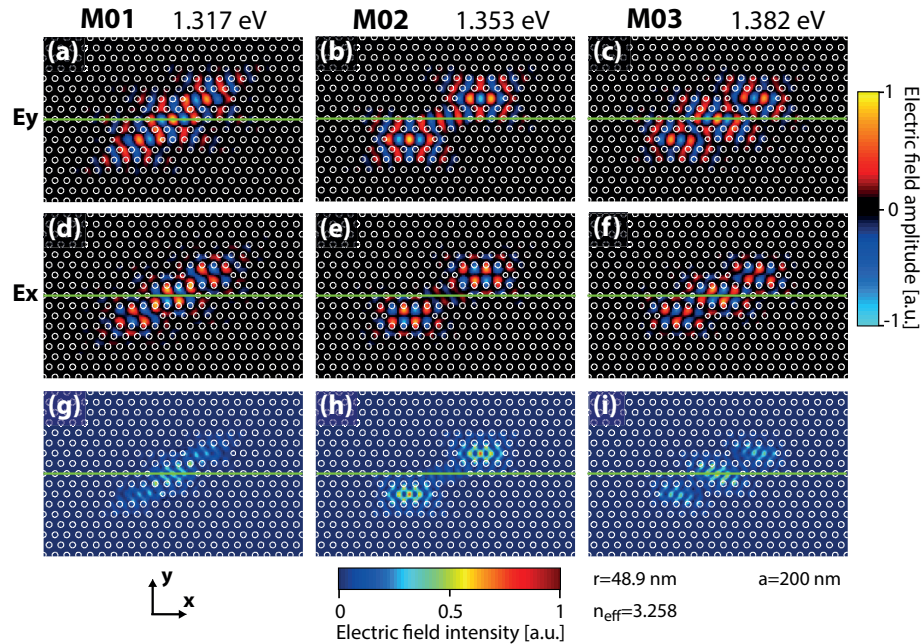 M01 1.317 eV M02 1.353 eV M03 1.382 eV
(a) (b) (c)
Ey
1
0
-1
Electric field amplitude [a.u.]
(d) (e) (f)
Ex
(g) (h) (i)
y
x
0 0.5 1
Electric field intensity [a.u.]
r=48.9 nm a=200 nm
neff=3.258